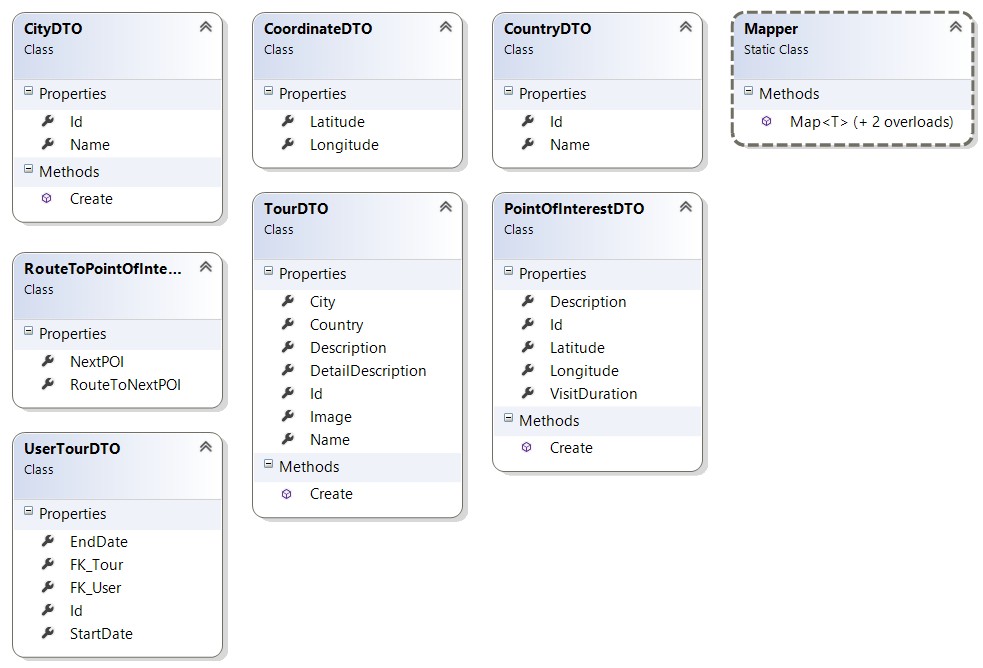 CityDTO
Class
Properties
Id
Name
Methods
Create
CoordinateDTO
Class
Properties
Latitude
Longitude
CountryDTO
Class
Properties
Id
Name
Mapper
Static Class
Methods
Map<T> (+ 2 overloads)
RouteToPointOfInte...
Class
Properties
NextPOI
RouteToNextPOI
TourDTO
Class
Properties
City
Country
Description
DetailDescription
Id
Image
Name
Methods
Create
PointOfInterestDTO
Class
Properties
Description
Id
Latitude
Longitude
VisitDuration
Methods
Create
UserTourDTO
Class
Properties
EndDate
FK_Tour
FK_User
Id
StartDate